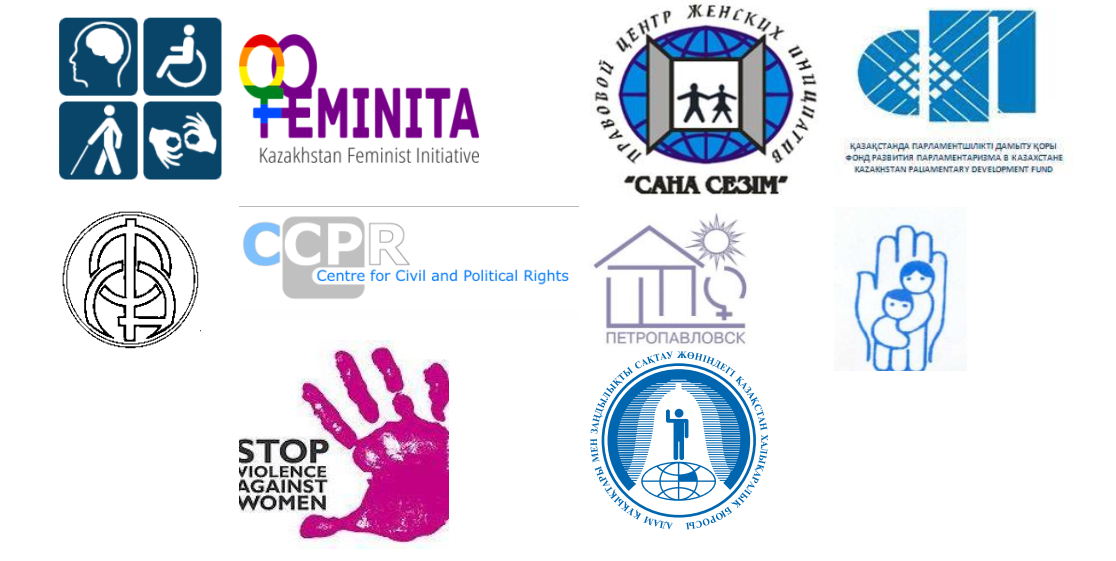 FEMINITA
Kazakhstan Feminist Initiative
ПРАВОВОЙ ЦЕНТР ЖЕНСКИХ ИНИЦИАТИВ
"САНА СЕЗІМ"
ҚАЗАҚСТАНДА ПАРЛАМЕНТШІЛІКТІ ДАМЫТУ ҚОРЫ
ФОНД РАЗВИТИЯ ПАРЛАМЕНТАРИЗМА В КАЗАХСТАНЕ
KAZAKHSTAN PALIAMENTARY DEVELOPMENT FUND
CCPR
Centre for Civil and Political Rights
ПЕТРОПАВЛОВСК
STOP
VIOLENCE
AGAINST
WOMEN
АДАМ ҚҰҚЫҚТАРЫ МЕН ЗАҢДЫЛЫҚТЫ САҚТАУ ЖӨНІНДЕГІ ҚАЗАҚСТАН ХАЛЫҚАРАЛЫҚ БЮРОСЫ